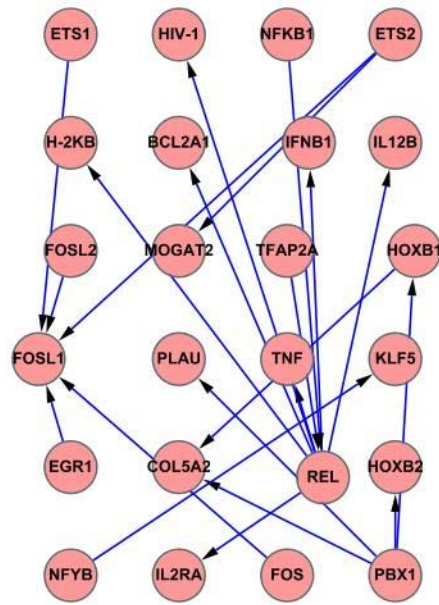 ETS1 HIV-1 NFKB1 ETS2
H-2KB BCL2A1 IFNB1 IL12B
FOSL2 MOGAT2 TFAP2A HOXB1
FOSL1 PLAU TNF KLF5
EGR1 COL5A2 REL HOXB2
NFYB IL2RA FOS PBX1